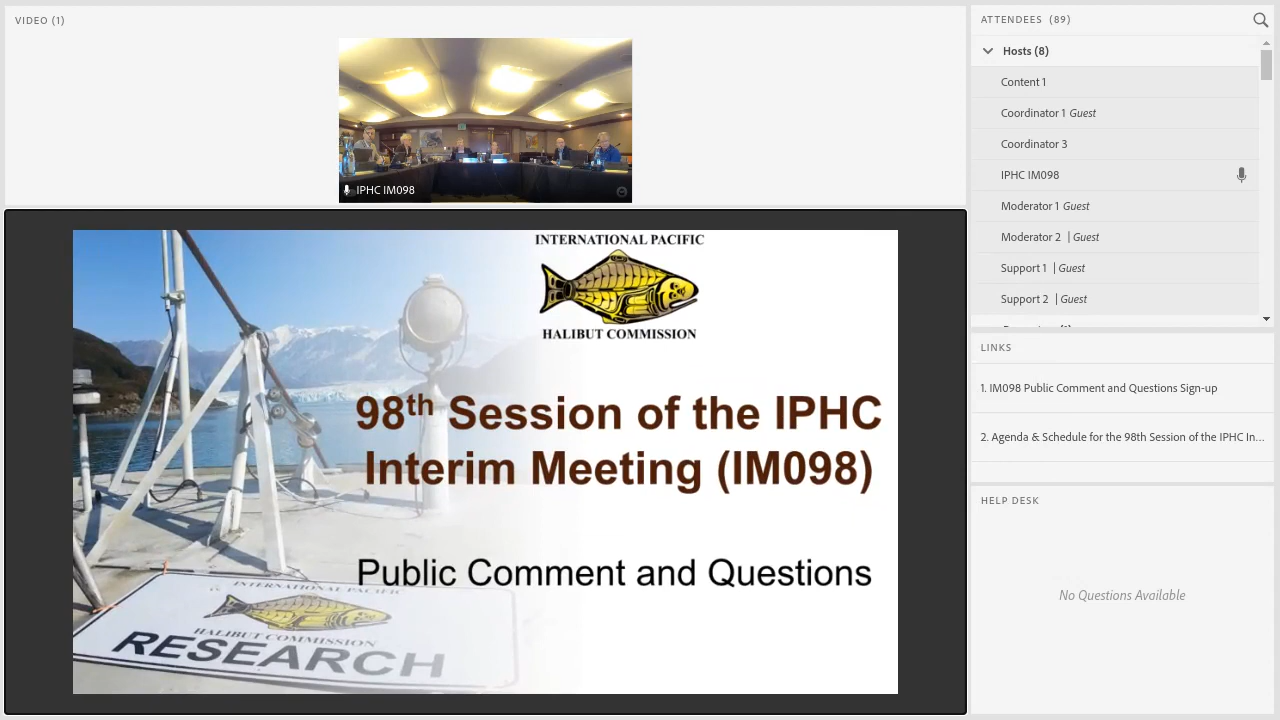 VIDEO (1)
IPHC IM098
INTERNATIONAL PACIFIC
HALIBUT COMMISSION
98th Session of the IPHC
Interim Meeting (IM098)
Public Comment and Questions
INTERNATIONAL PACIFIC
HALIBUT COMMISSION
RESEARCH
ATTENDEES (89)
Hosts (8)
Content 1
Coordinator 1 Guest
Coordinator 3
IPHC IM098
Moderator 1 Guest
Moderator 2 | Guest
Support 1 | Guest
Support 2 | Guest
LINKS
1. IM098 Public Comment and Questions Sign-up
2. Agenda & Schedule for the 98th Session of the IPHC In...
HELP DESK
No Questions Available